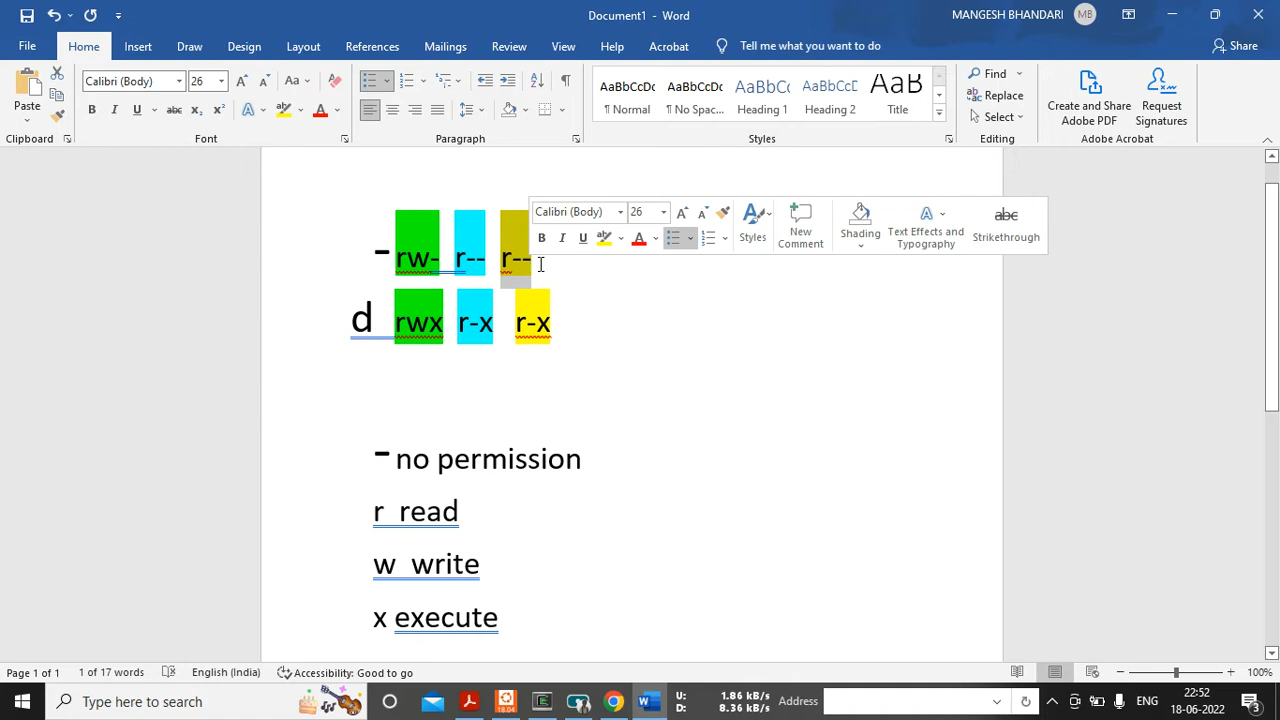 Document1 - Word
MANGESH BHANDARI MB
File Home Insert Draw Design Layout References Mailings Review View Help Acrobat Tell me what you want to do Share
Paste
Calibri (Body) 26
Find
Replace
Select
AaBbCcDc AaBbCcDc AaBbCc AaBbCcD AaB
¶ Normal ¶ No Spac... Heading 1 Heading 2 Title
Create and Share Adobe PDF
Request Signatures
Clipboard Font Paragraph Styles Editing Adobe Acrobat
Calibri (Body) 26
Styles
New Comment
Shading
Text Effects and Typography
Strikethrough
- rw- r-- r--
d rwx r-x r-x
- no permission
r read
w write
x execute
Page 1 of 1 1 of 17 words English (India) Accessibility: Good to go 100%
Type here to search
18.04
U: 1.86 kB/s
D: 8.36 kB/s
Address
ENG
22:52
18-06-2022
3